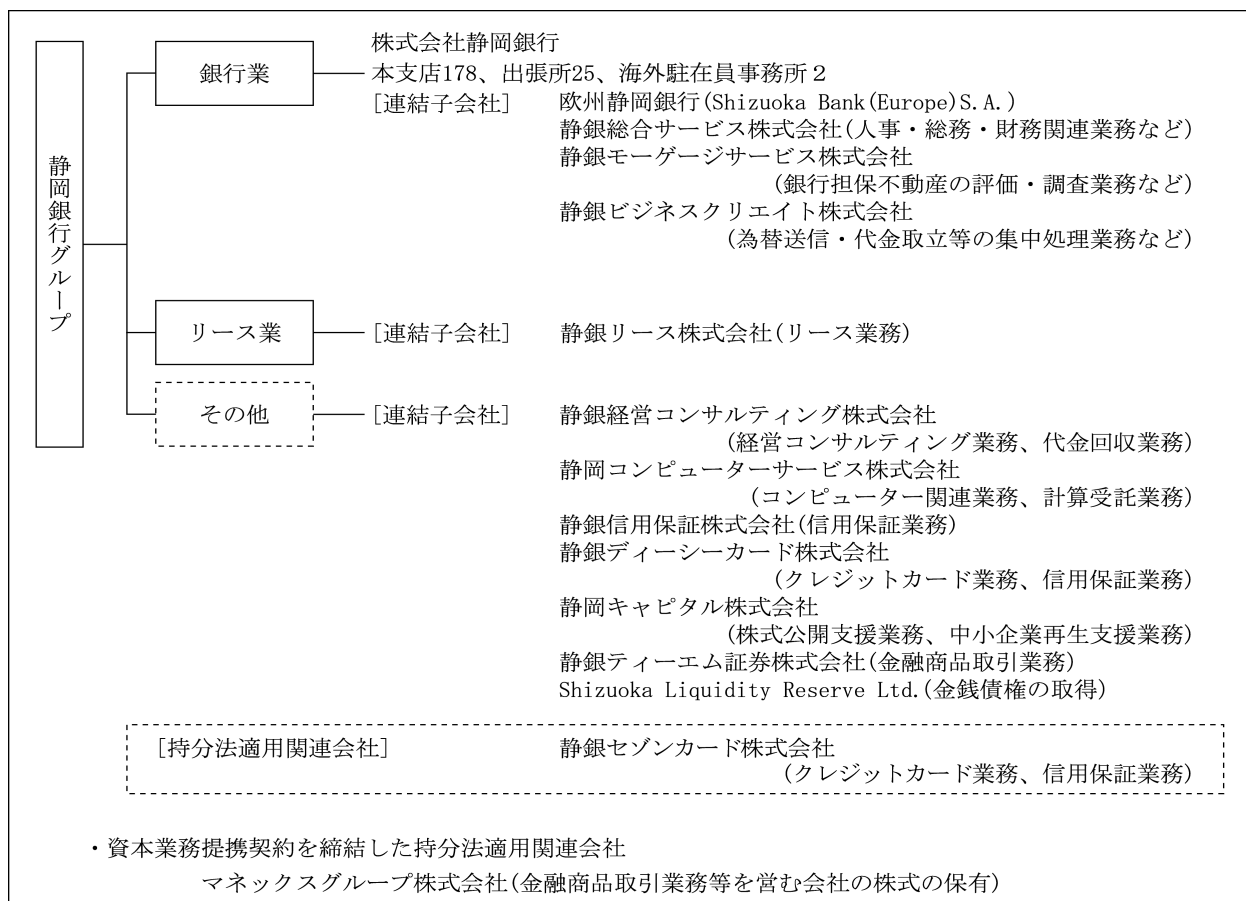 静岡銀行グループ
銀行業
株式会社静岡銀行
本支店178、出張所25、海外駐在員事務所2
[連結子会社] 欧州静岡銀行(Shizuoka Bank(Europe)S.A.)
静銀総合サービス株式会社(人事・総務・財務関連業務など)
静銀モーゲージサービス株式会社
(銀行担保不動産の評価・調査業務など)
静銀ビジネスクリエイト株式会社
(為替送信・代金取立等の集中処理業務など)
リース業 [連結子会社] 静銀リース株式会社(リース業務)
その他 [連結子会社] 静銀経営コンサルティング株式会社
(経営コンサルティング業務、代金回収業務)
静岡コンピューターサービス株式会社
(コンピューター関連業務、計算受託業務)
静銀信用保証株式会社(信用保証業務)
静銀ディーシーカード株式会社
(クレジットカード業務、信用保証業務)
静岡キャピタル株式会社
(株式公開支援業務、中小企業再生支援業務)
静銀ティーエム証券株式会社(金融商品取引業務)
Shizuoka Liquidity Reserve Ltd.(金銭債権の取得)
[持分法適用関連会社] 静銀セゾンカード株式会社
(クレジットカード業務、信用保証業務)
・資本業務提携契約を締結した持分法適用関連会社
マネックスグループ株式会社(金融商品取引業務等を営む会社の株式の保有)